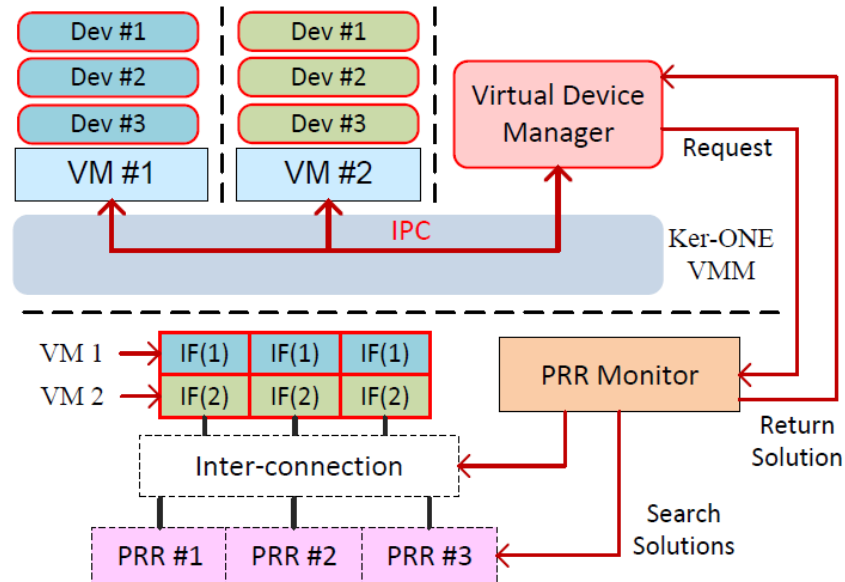 Dev #1
Dev #2
Dev #3
VM #1
Dev #1
Dev #2
Dev #3
VM #2
Virtual Device
Manager
Request
IPC
Ker-ONE
VMM
VM 1
IF(1) IF(1) IF(1)
VM 2
IF(2) IF(2) IF(2)
PRR Monitor
Return
Solution
Inter-connection
Search
Solutions
PRR #1 PRR #2 PRR #3